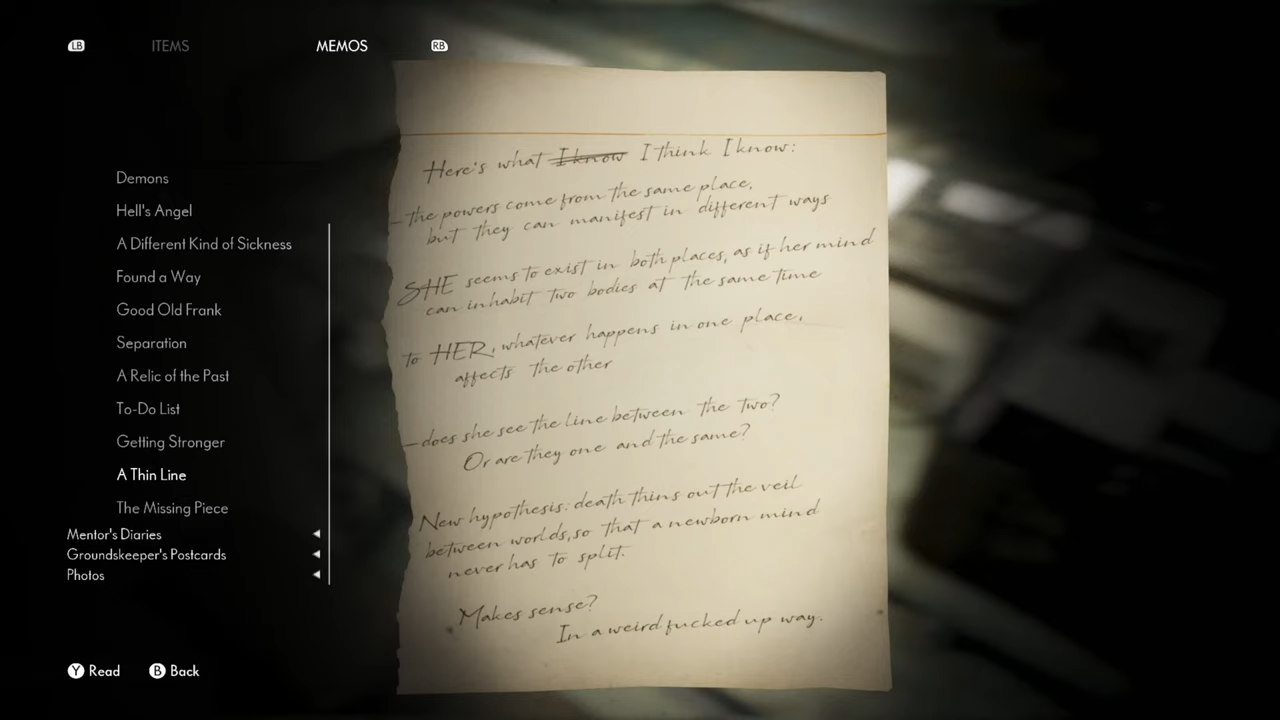 LB ITEMS MEMOS RB
Demons
Hell's Angel
A Different Kind of Sickness
Found a Way
Good Old Frank
Separation
A Relic of the Past
To-Do List
Getting Stronger
A Thin Line
The Missing Piece
Mentor's Diaries
Groundskeeper's Postcards
Photos
Y Read B Back
Here's what I know I think I know:
- the powers come from the same place,
but they can manifest in different ways
SHE seems to exist in both places, as if her mind
can inhabit two bodies at the same time
to HER, whatever happens in one place,
affects the other
- does she see the line between the two?
Or are they one and the same?
New hypothesis: death thins out the veil
between worlds, so that a newborn mind
never has to split.
Makes sense?
In a weird fucked up way.